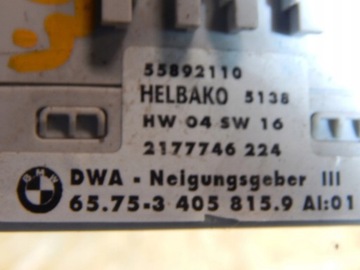 55892110
HELBAKO 5138
HW 04 SW 16
2177746 224
BMW DWA - Neigungsgeber III
65.75-3 405 815.9 AI:01